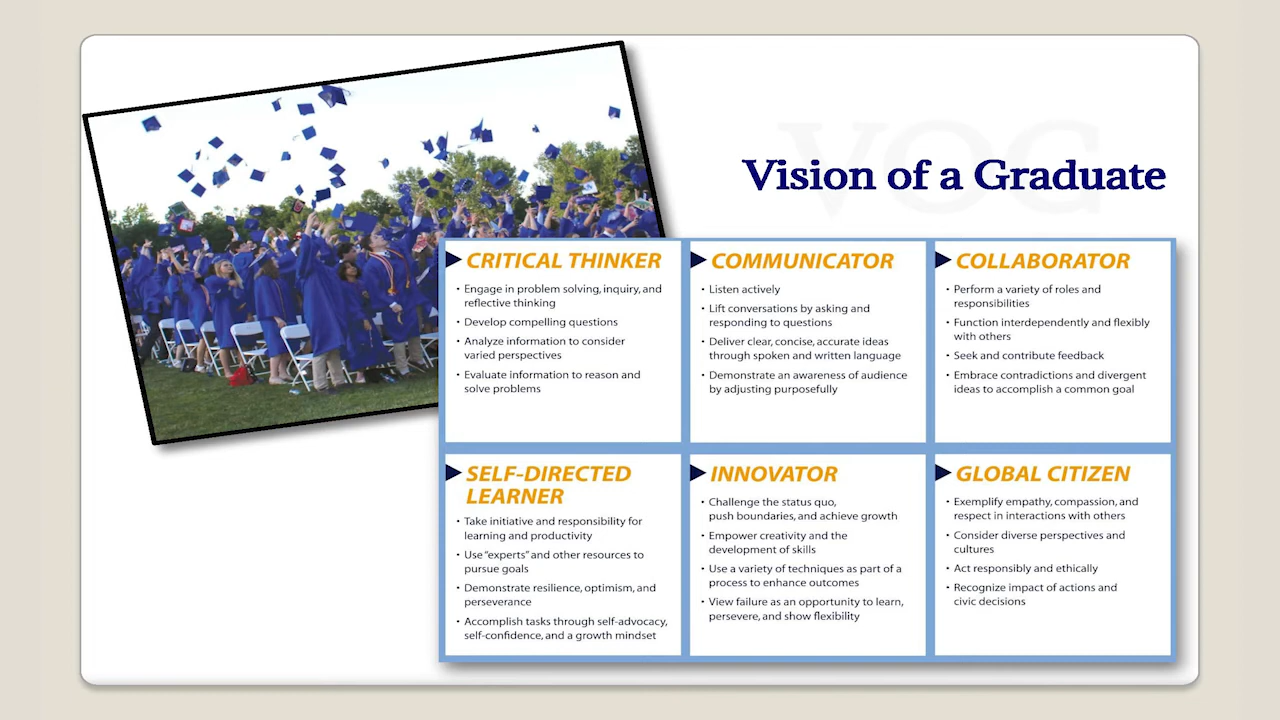 VOG
Vision of a Graduate
CRITICAL THINKER
• Engage in problem solving, inquiry, and
reflective thinking
• Develop compelling questions
• Analyze information to consider
varied perspectives
• Evaluate information to reason and
solve problems
COMMUNICATOR
• Listen actively
• Lift conversations by asking and
responding to questions
• Deliver clear, concise, accurate ideas
through spoken and written language
• Demonstrate an awareness of audience
by adjusting purposefully
COLLABORATOR
• Perform a variety of roles and
responsibilities
• Function interdependently and flexibly
with others
• Seek and contribute feedback
• Embrace contradictions and divergent
ideas to accomplish a common goal
SELF-DIRECTED
LEARNER
• Take initiative and responsibility for
learning and productivity
• Use “experts” and other resources to
pursue goals
• Demonstrate resilience, optimism, and
perseverance
• Accomplish tasks through self-advocacy,
self-confidence, and a growth mindset
INNOVATOR
• Challenge the status quo,
push boundaries, and achieve growth
• Empower creativity and the
development of skills
• Use a variety of techniques as part of a
process to enhance outcomes
• View failure as an opportunity to learn,
persevere, and show flexibility
GLOBAL CITIZEN
• Exemplify empathy, compassion, and
respect in interactions with others
• Consider diverse perspectives and
cultures
• Act responsibly and ethically
• Recognize impact of actions and
civic decisions